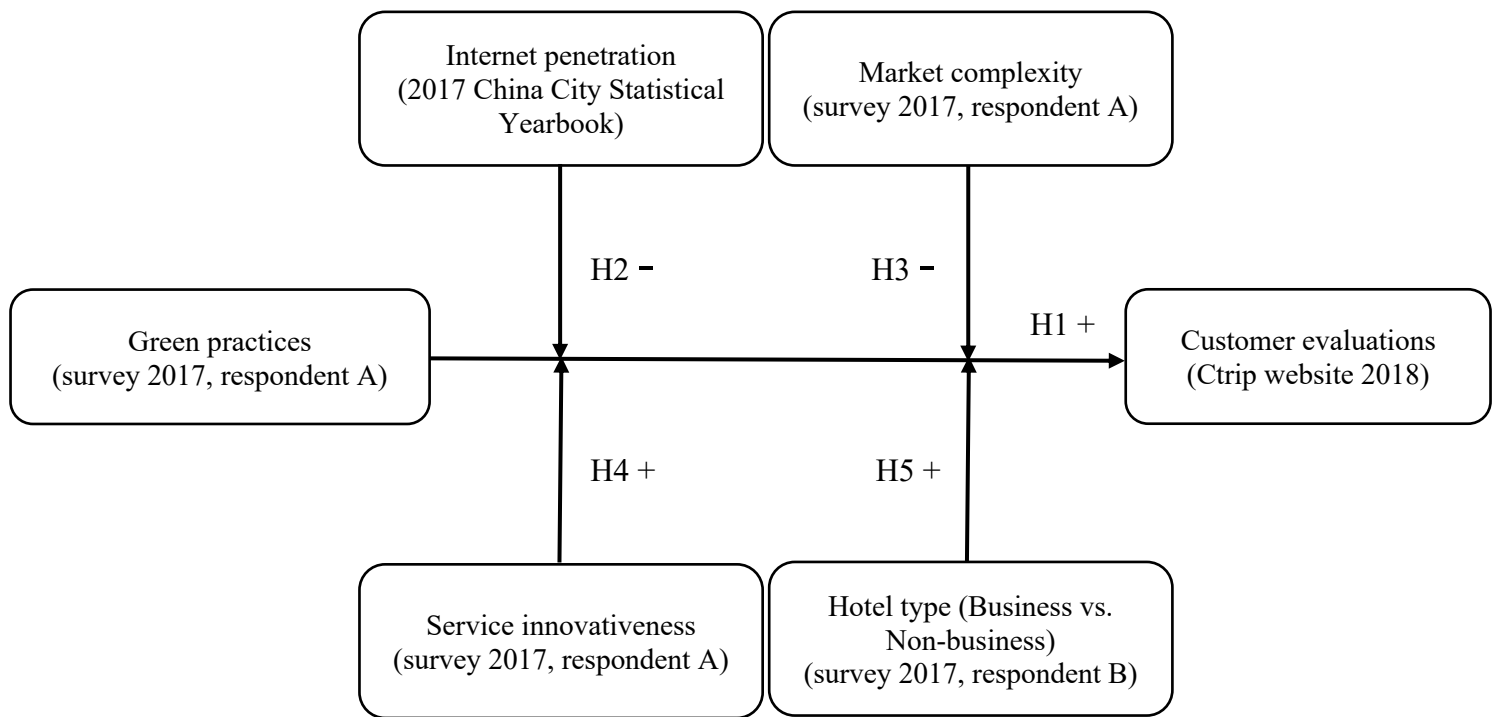 Internet penetration
(2017 China City Statistical
Yearbook)
Market complexity
(survey 2017, respondent A)
H2 -
H3 -
H1 +
Green practices
(survey 2017, respondent A)
Customer evaluations
(Ctrip website 2018)
H4 +
H5 +
Service innovativeness
(survey 2017, respondent A)
Hotel type (Business vs.
Non-business)
(survey 2017, respondent B)